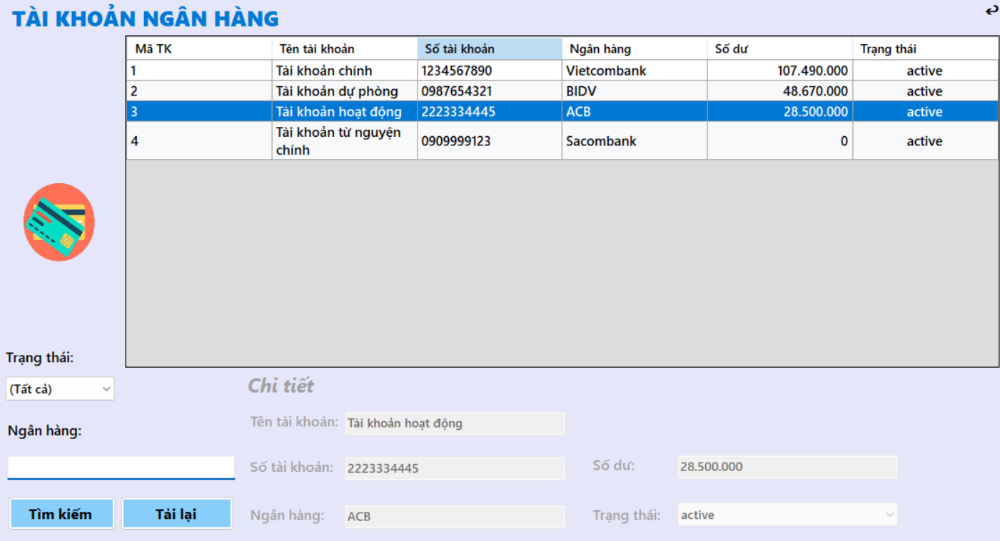 TÀI KHOẢN NGÂN HÀNG
Mã TK Tên tài khoản Số tài khoản Ngân hàng Số dư Trạng thái
1 Tài khoản chính 1234567890 Vietcombank 107.490.000 active
2 Tài khoản dự phòng 0987654321 BIDV 48.670.000 active
3 Tài khoản hoạt động 2223334445 ACB 28.500.000 active
4 Tài khoản từ nguyện chính 0909999123 Sacombank 0 active
Trạng thái:
(Tất cả)
Ngân hàng:
Tìm kiếm Tải lại
Chi tiết
Tên tài khoản: Tài khoản hoạt động
Số tài khoản: 2223334445 Số dư: 28.500.000
Ngân hàng: ACB Trạng thái: active